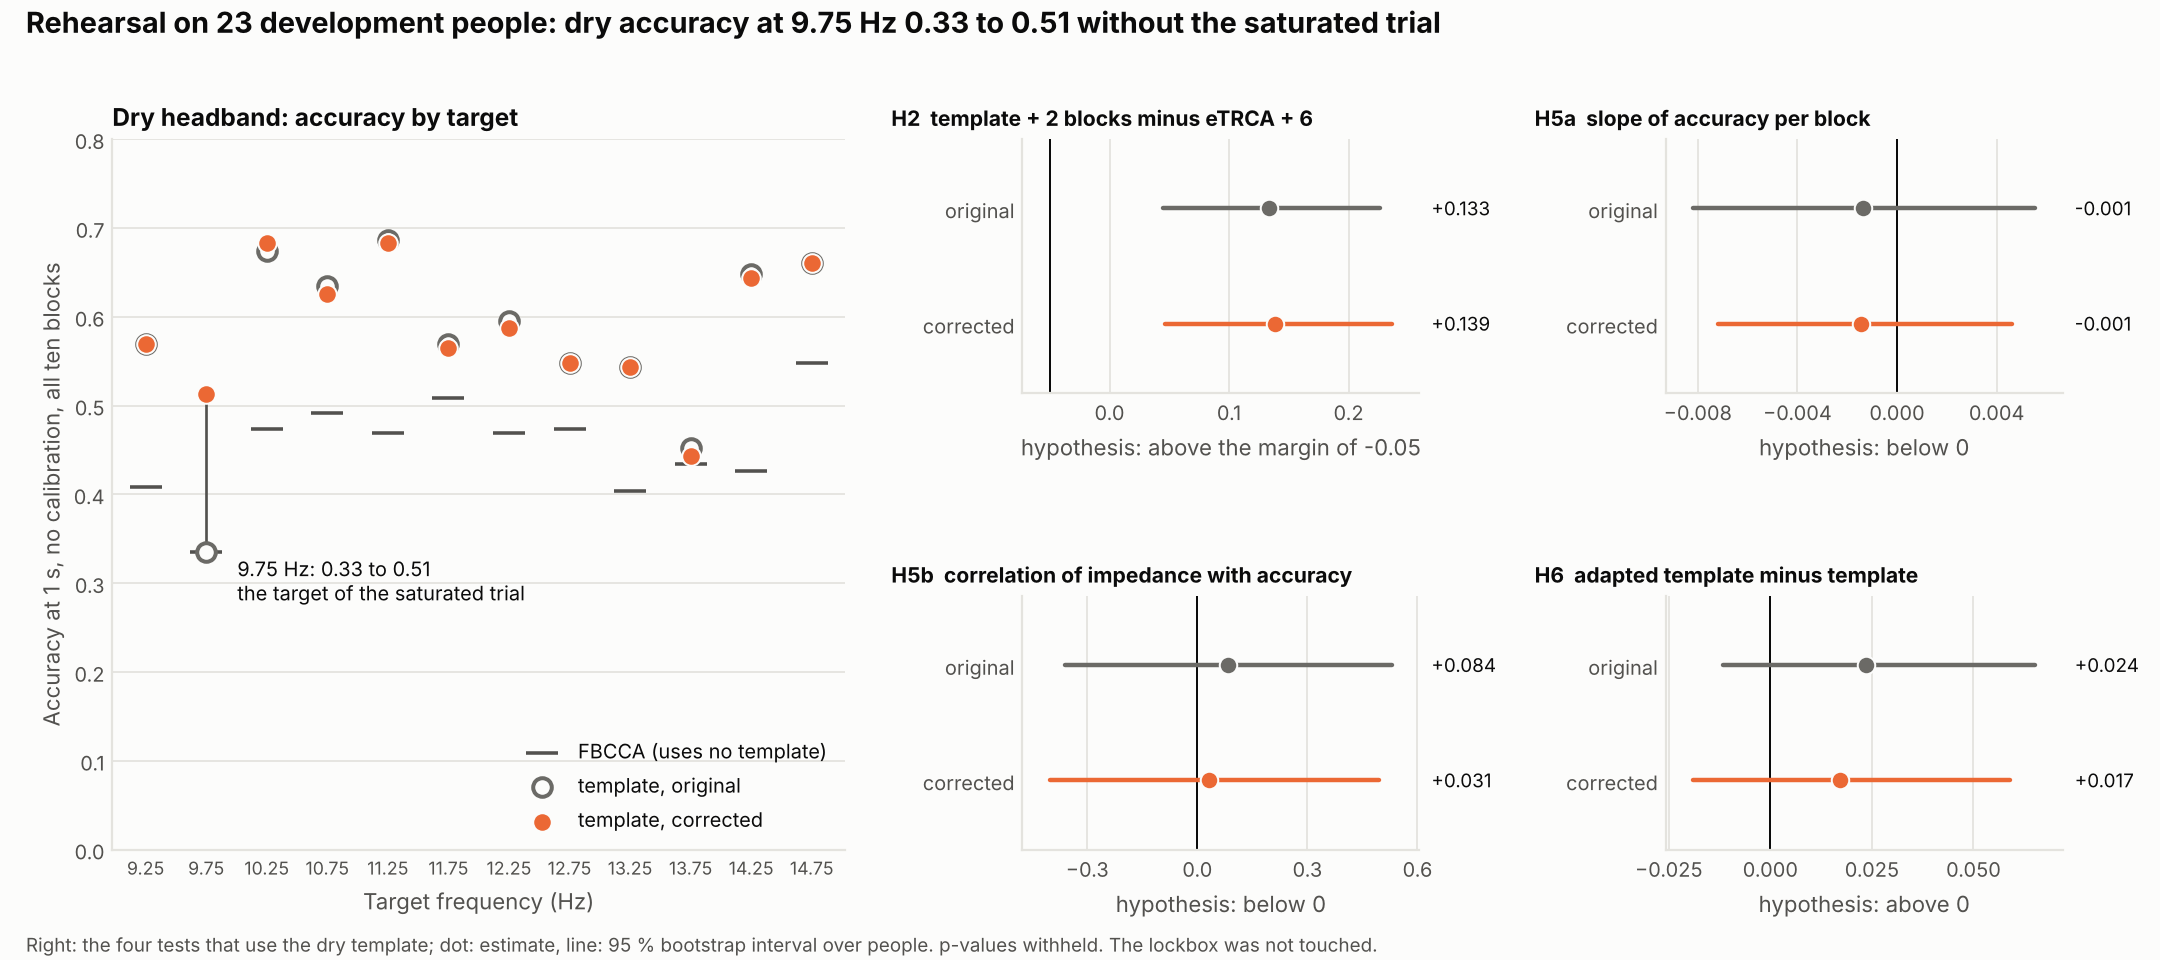 Rehearsal on 23 development people: dry accuracy at 9.75 Hz 0.33 to 0.51 without the saturated trial
Dry headband: accuracy by target
Accuracy at 1 s, no calibration, all ten blocks
0.8
0.7
0.6
0.5
0.4
0.3
0.2
0.1
0.0
9.75 Hz: 0.33 to 0.51
the target of the saturated trial
FBCCA (uses no template)
template, original
template, corrected
9.25 9.75 10.25 10.75 11.25 11.75 12.25 12.75 13.25 13.75 14.25 14.75
Target frequency (Hz)
H2 template + 2 blocks minus eTRCA + 6
original +0.133
corrected +0.139
0.0 0.1 0.2
hypothesis: above the margin of -0.05
H5a slope of accuracy per block
original -0.001
corrected -0.001
−0.008 −0.004 0.000 0.004
hypothesis: below 0
H5b correlation of impedance with accuracy
original +0.084
corrected +0.031
−0.3 0.0 0.3 0.6
hypothesis: below 0
H6 adapted template minus template
original +0.024
corrected +0.017
−0.025 0.000 0.025 0.050
hypothesis: above 0
Right: the four tests that use the dry template; dot: estimate, line: 95 % bootstrap interval over people. p-values withheld. The lockbox was not touched.